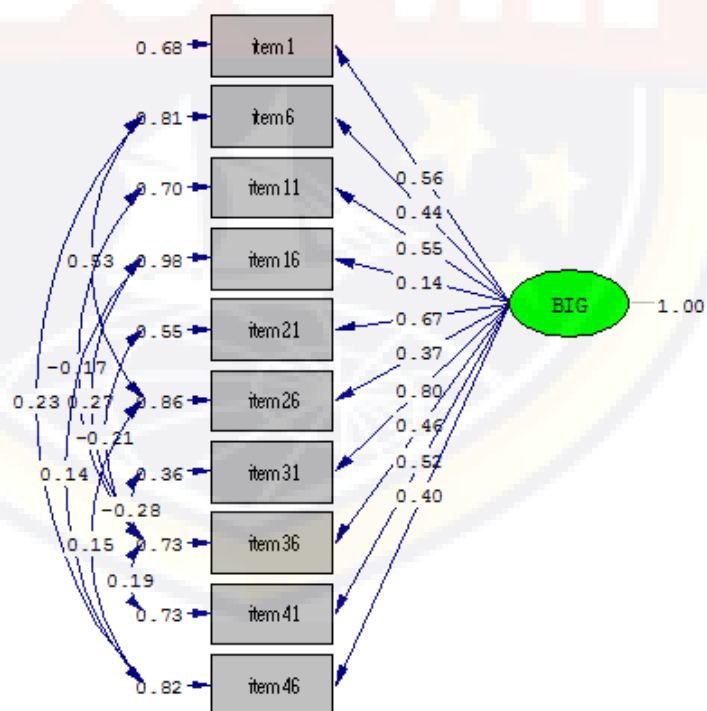 0.68 item1
0.81 item6
0.56
0.70 item11
0.44
0.55
0.53 0.98 item16
0.14
BIG 1.00
0.55 item21
0.67
0.37
-0.17
0.23 0.27 0.86 item26
0.80
-0.21
0.46
0.14 0.36 item31
0.52
0.40
-0.28
0.15 0.73 item36
0.19
0.73 item41
0.82 item46